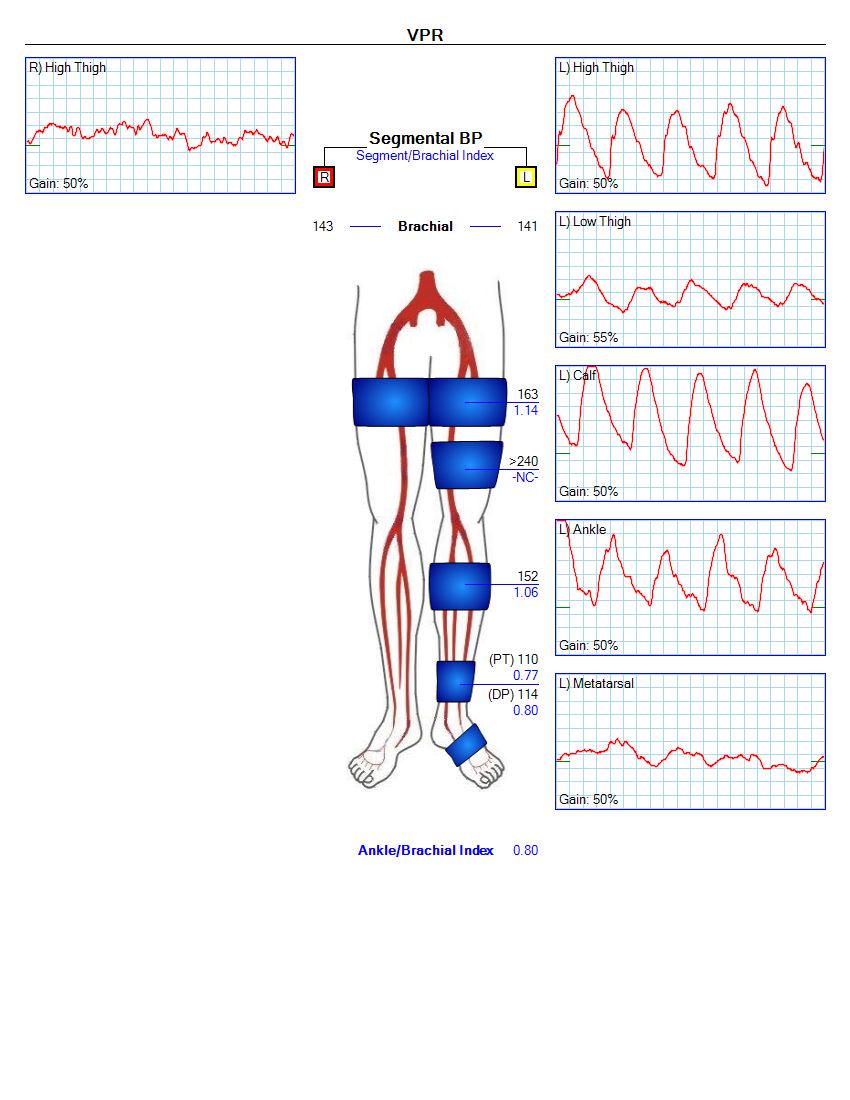 VPR
R) High Thigh
Gain: 50%
Segmental BP
Segment/Brachial Index
R
L
143
Brachial
141
163
1.14
>240
-NC-
152
1.06
(PT) 110
0.77
(DP) 114
0.80
Ankle/Brachial Index 0.80
L) High Thigh
Gain: 50%
L) Low Thigh
Gain: 55%
L) Calf
Gain: 50%
L) Ankle
Gain: 50%
L) Metatarsal
Gain: 50%